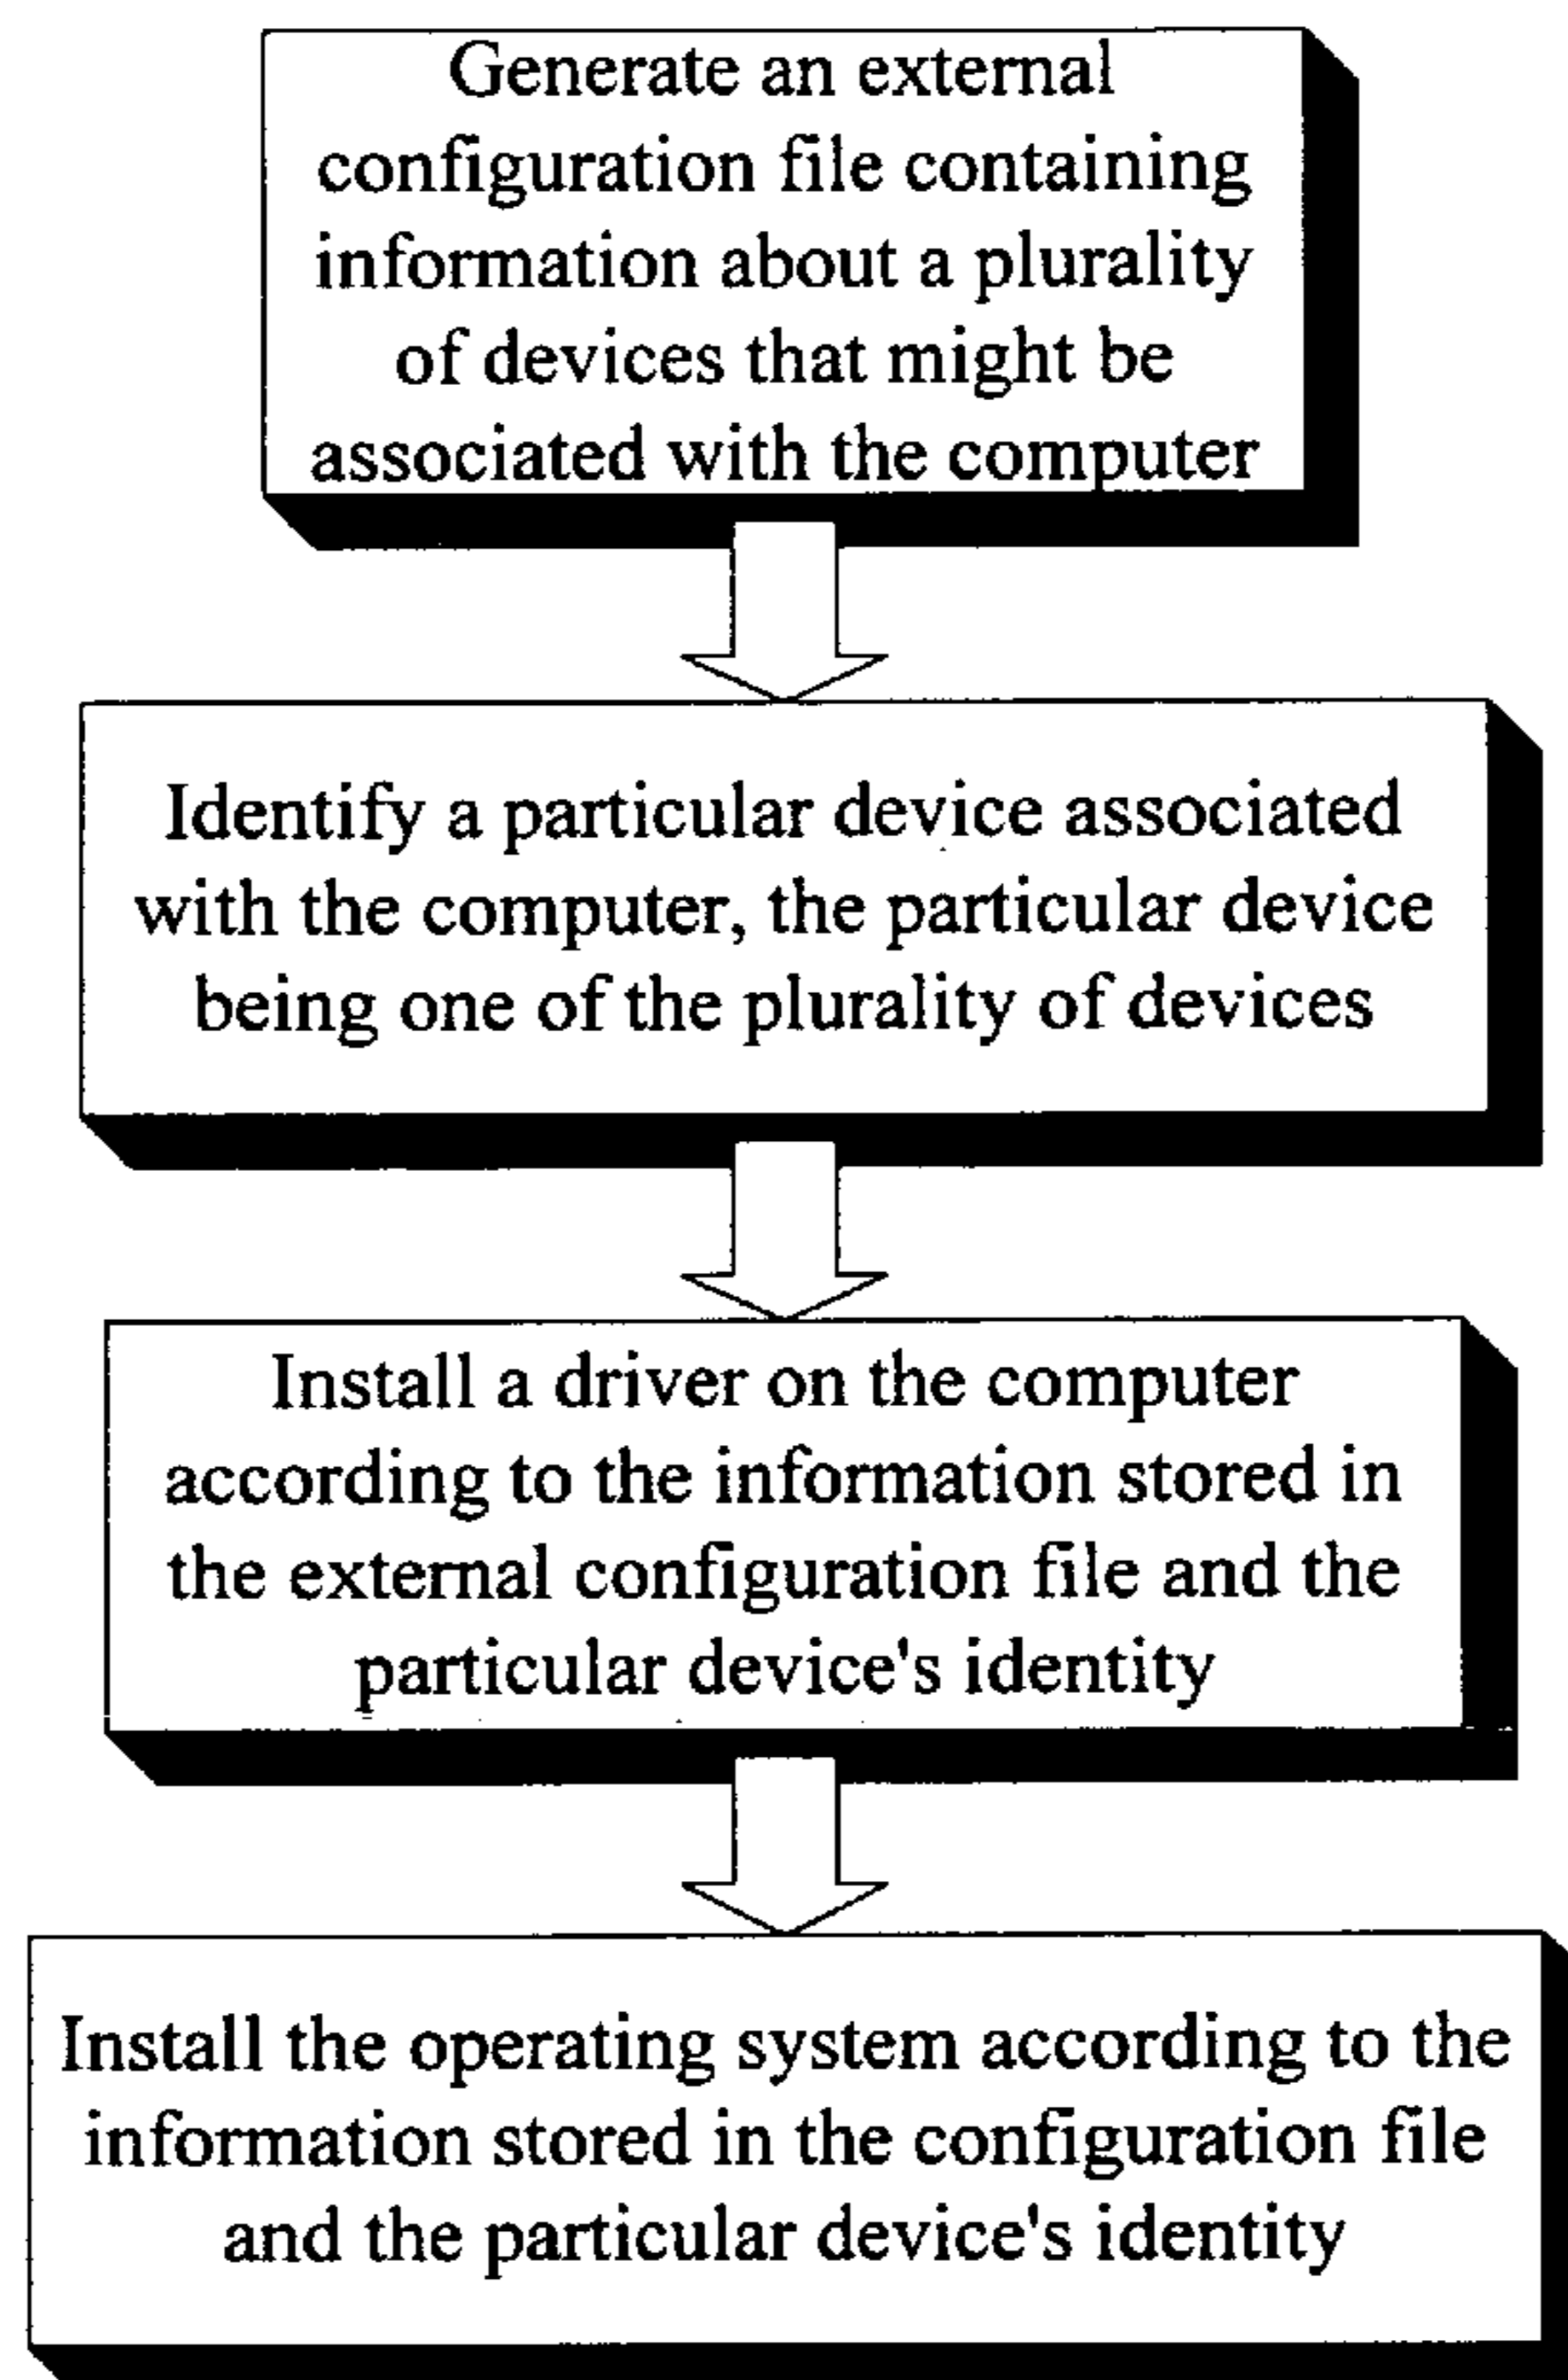 Generate an external
configuration file containing
information about a plurality
of devices that might be
associated with the computer
Identify a particular device associated
with the computer, the particular device
being one of the plurality of devices
Install a driver on the computer
according to the information stored in
the external configuration file and the
particular device's identity
Install the operating system according to the
information stored in the configuration file
and the particular device's identity